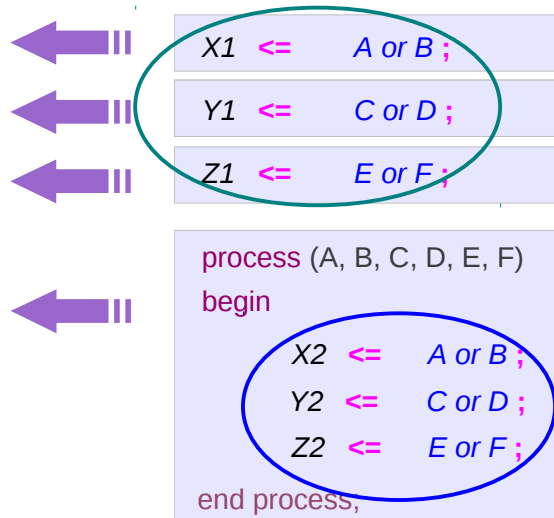 X1 <= A or B ;
Y1 <= C or D ;
Z1 <= E or F ;
process (A, B, C, D, E, F)
begin
X2 <= A or B ;
Y2 <= C or D ;
Z2 <= E or F ;
end process;